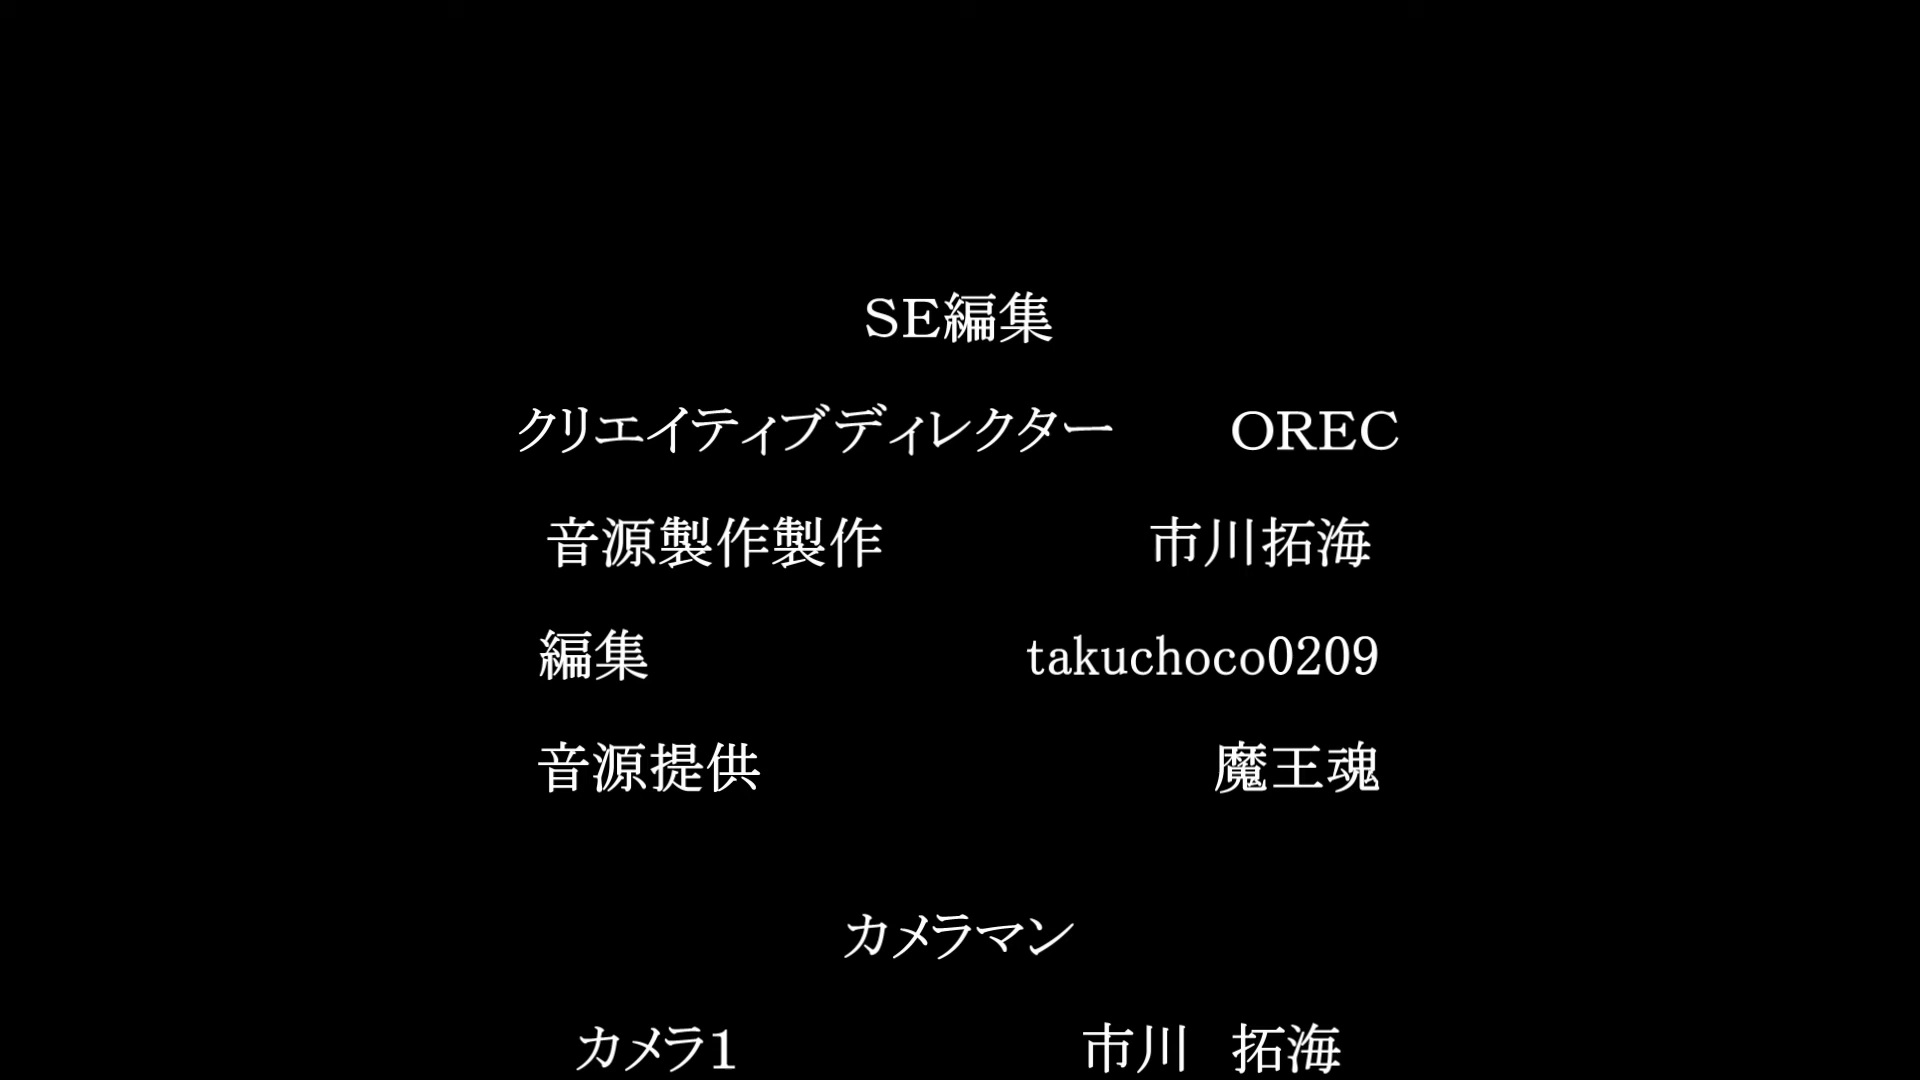 SE編集
クリエイティブディレクター　　OREC
音源製作製作　　　　　市川拓海
編集　　　　　　　takuchoco0209
音源提供　　　　　　　　魔王魂
カメラマン
カメラ1　　　　　　市川　拓海